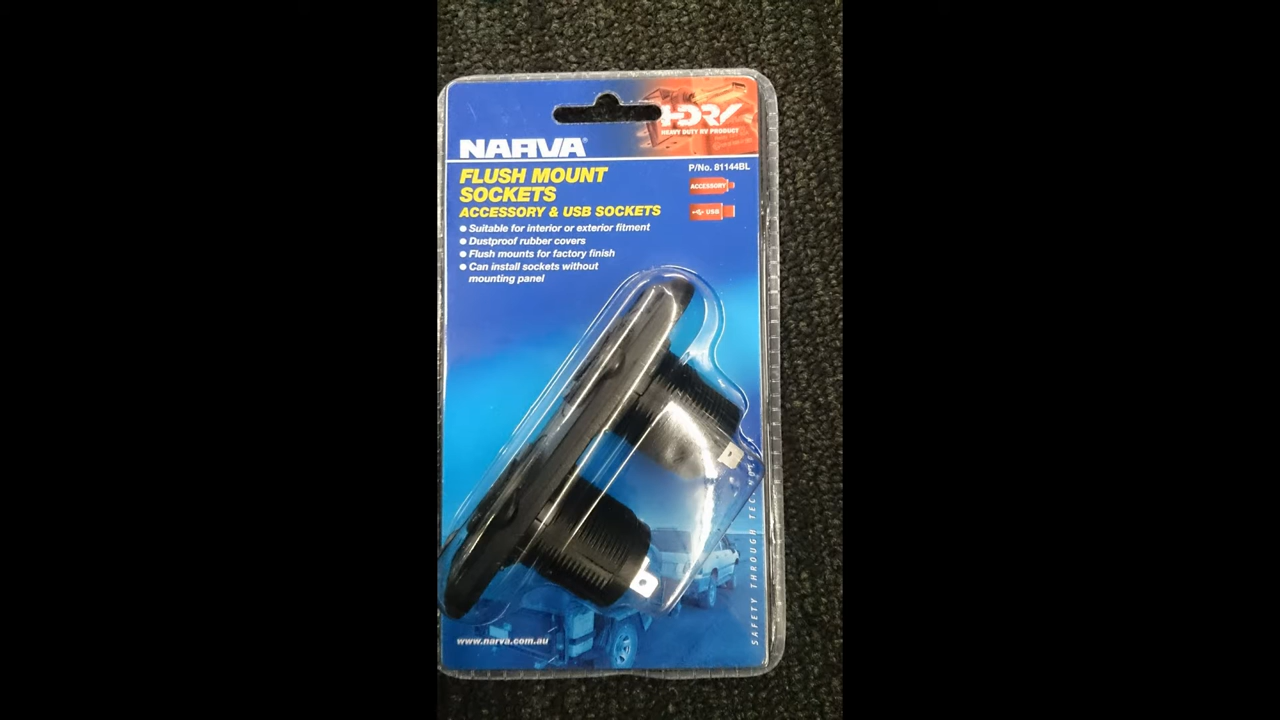 HDRV
HEAVY DUTY RV PRODUCT
NARVA®
P/No. 81144BL
FLUSH MOUNT
SOCKETS
ACCESSORY & USB SOCKETS
ACCESSORY
USB
● Suitable for interior or exterior fitment
● Dustproof rubber covers
● Flush mounts for factory finish
● Can install sockets without
mounting panel
SAFETY THROUGH
www.narva.com.au